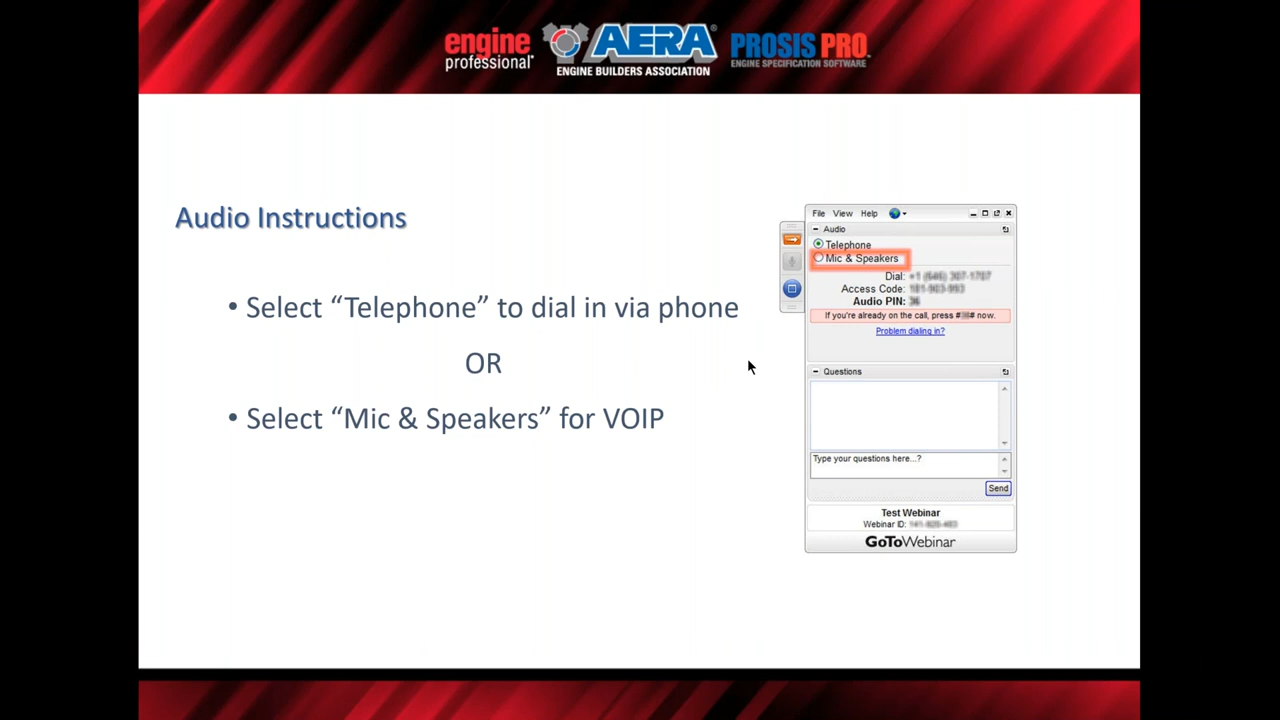 engine
professional
AERA®
ENGINE BUILDERS ASSOCIATION
PROSIS PRO
ENGINE SPECIFICATION SOFTWARE
Audio Instructions
• Select “Telephone” to dial in via phone
OR
• Select “Mic & Speakers” for VOIP
File View Help
Audio
Telephone
Mic & Speakers
Dial:
Access Code:
Audio PIN:
If you're already on the call, press # # now.
Problem dialing in?
Questions
Type your questions here...?
Send
Test Webinar
Webinar ID:
GoToWebinar